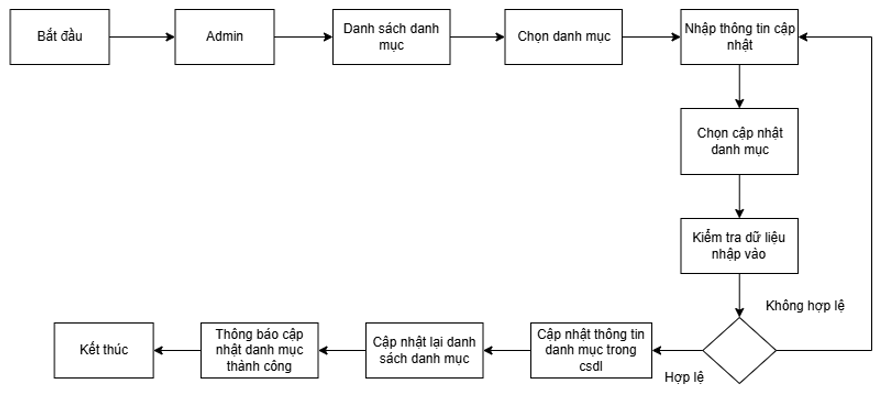 Bắt đầu
Admin
Danh sách danh
mục
Chọn danh mục
Nhập thông tin cập
nhật
Chọn cập nhật
danh mục
Kiểm tra dữ liệu
nhập vào
Không hợp lệ
Hợp lệ
Cập nhật thông tin
danh mục trong
csdl
Cập nhật lại danh
sách danh mục
Thông báo cập
nhật danh mục
thành công
Kết thúc